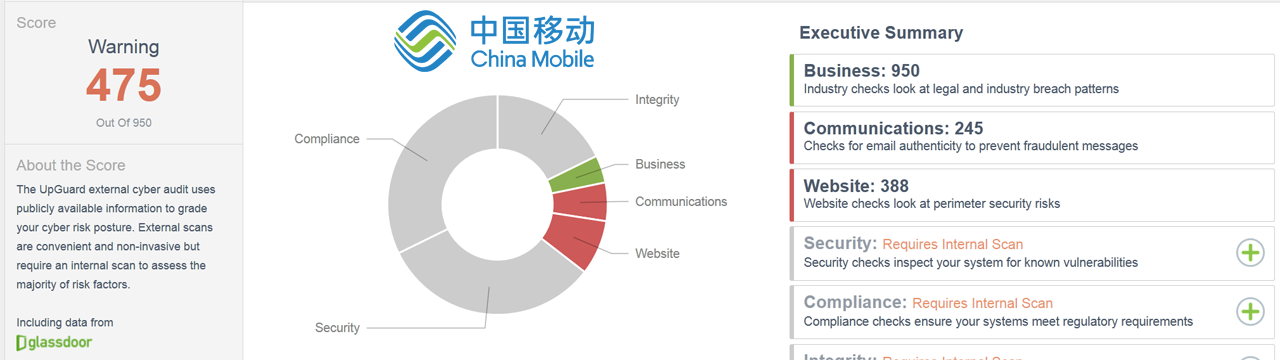 Score
Warning
475
Out Of 950
About the Score
The UpGuard external cyber audit uses
publicly available information to grade
your cyber risk posture. External scans
are convenient and non-invasive but
require an internal scan to assess the
majority of risk factors.
Including data from
glassdoor
中国移动
China Mobile
Integrity
Compliance
Business
Communications
Website
Security
Executive Summary
Business: 950
Industry checks look at legal and industry breach patterns
Communications: 245
Checks for email authenticity to prevent fraudulent messages
Website: 388
Website checks look at perimeter security risks
Security: Requires Internal Scan
Security checks inspect your system for known vulnerabilities
Compliance: Requires Internal Scan
Compliance checks ensure your systems meet regulatory requirements
Integrity: Requires Internal Scan